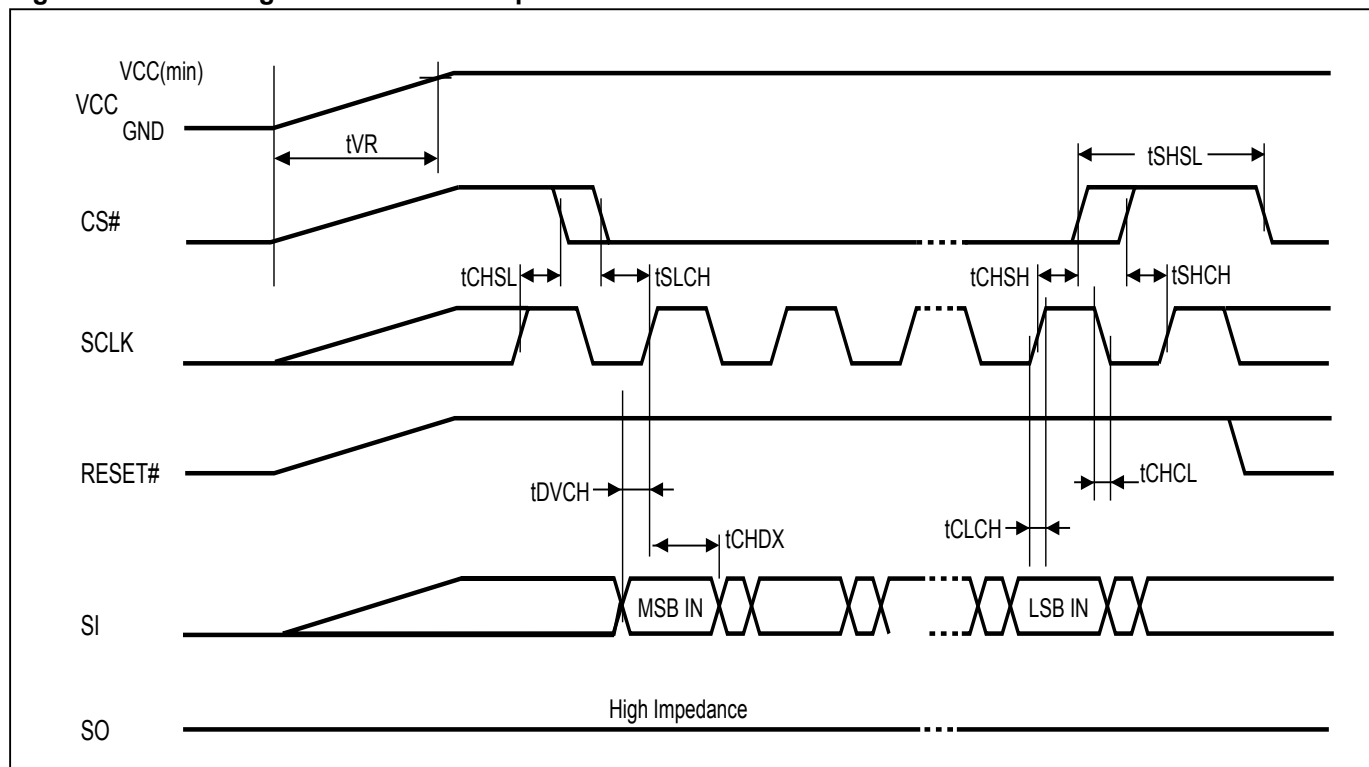 VCC(min)
VCC
GND
tVR
tSHSL
CS#
tCHSL
tSLCH
tCHSH
tSHCH
SCLK
RESET#
tDVCH
tCHCL
tCLCH
tCHDX
SI
MSB IN
LSB IN
High Impedance
SO